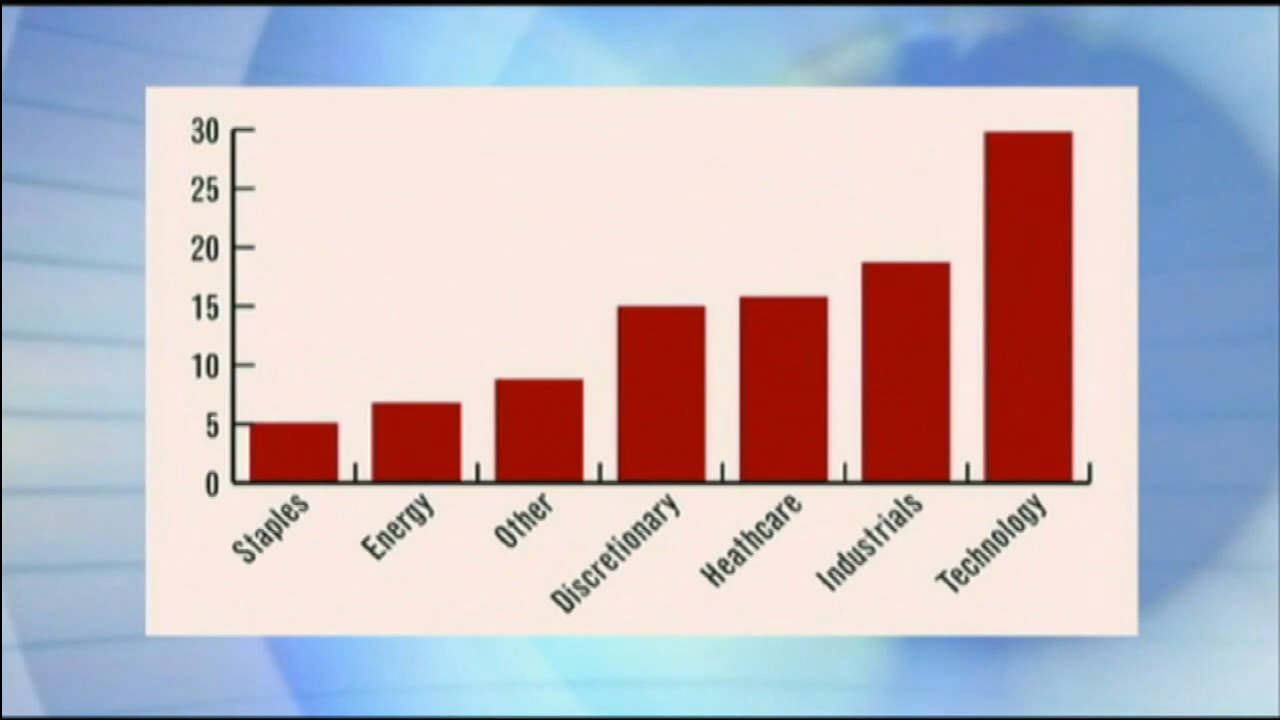 30
25
20
15
10
5
0
Staples
Energy
Other
Discretionary
Heathcare
Industrials
Technology